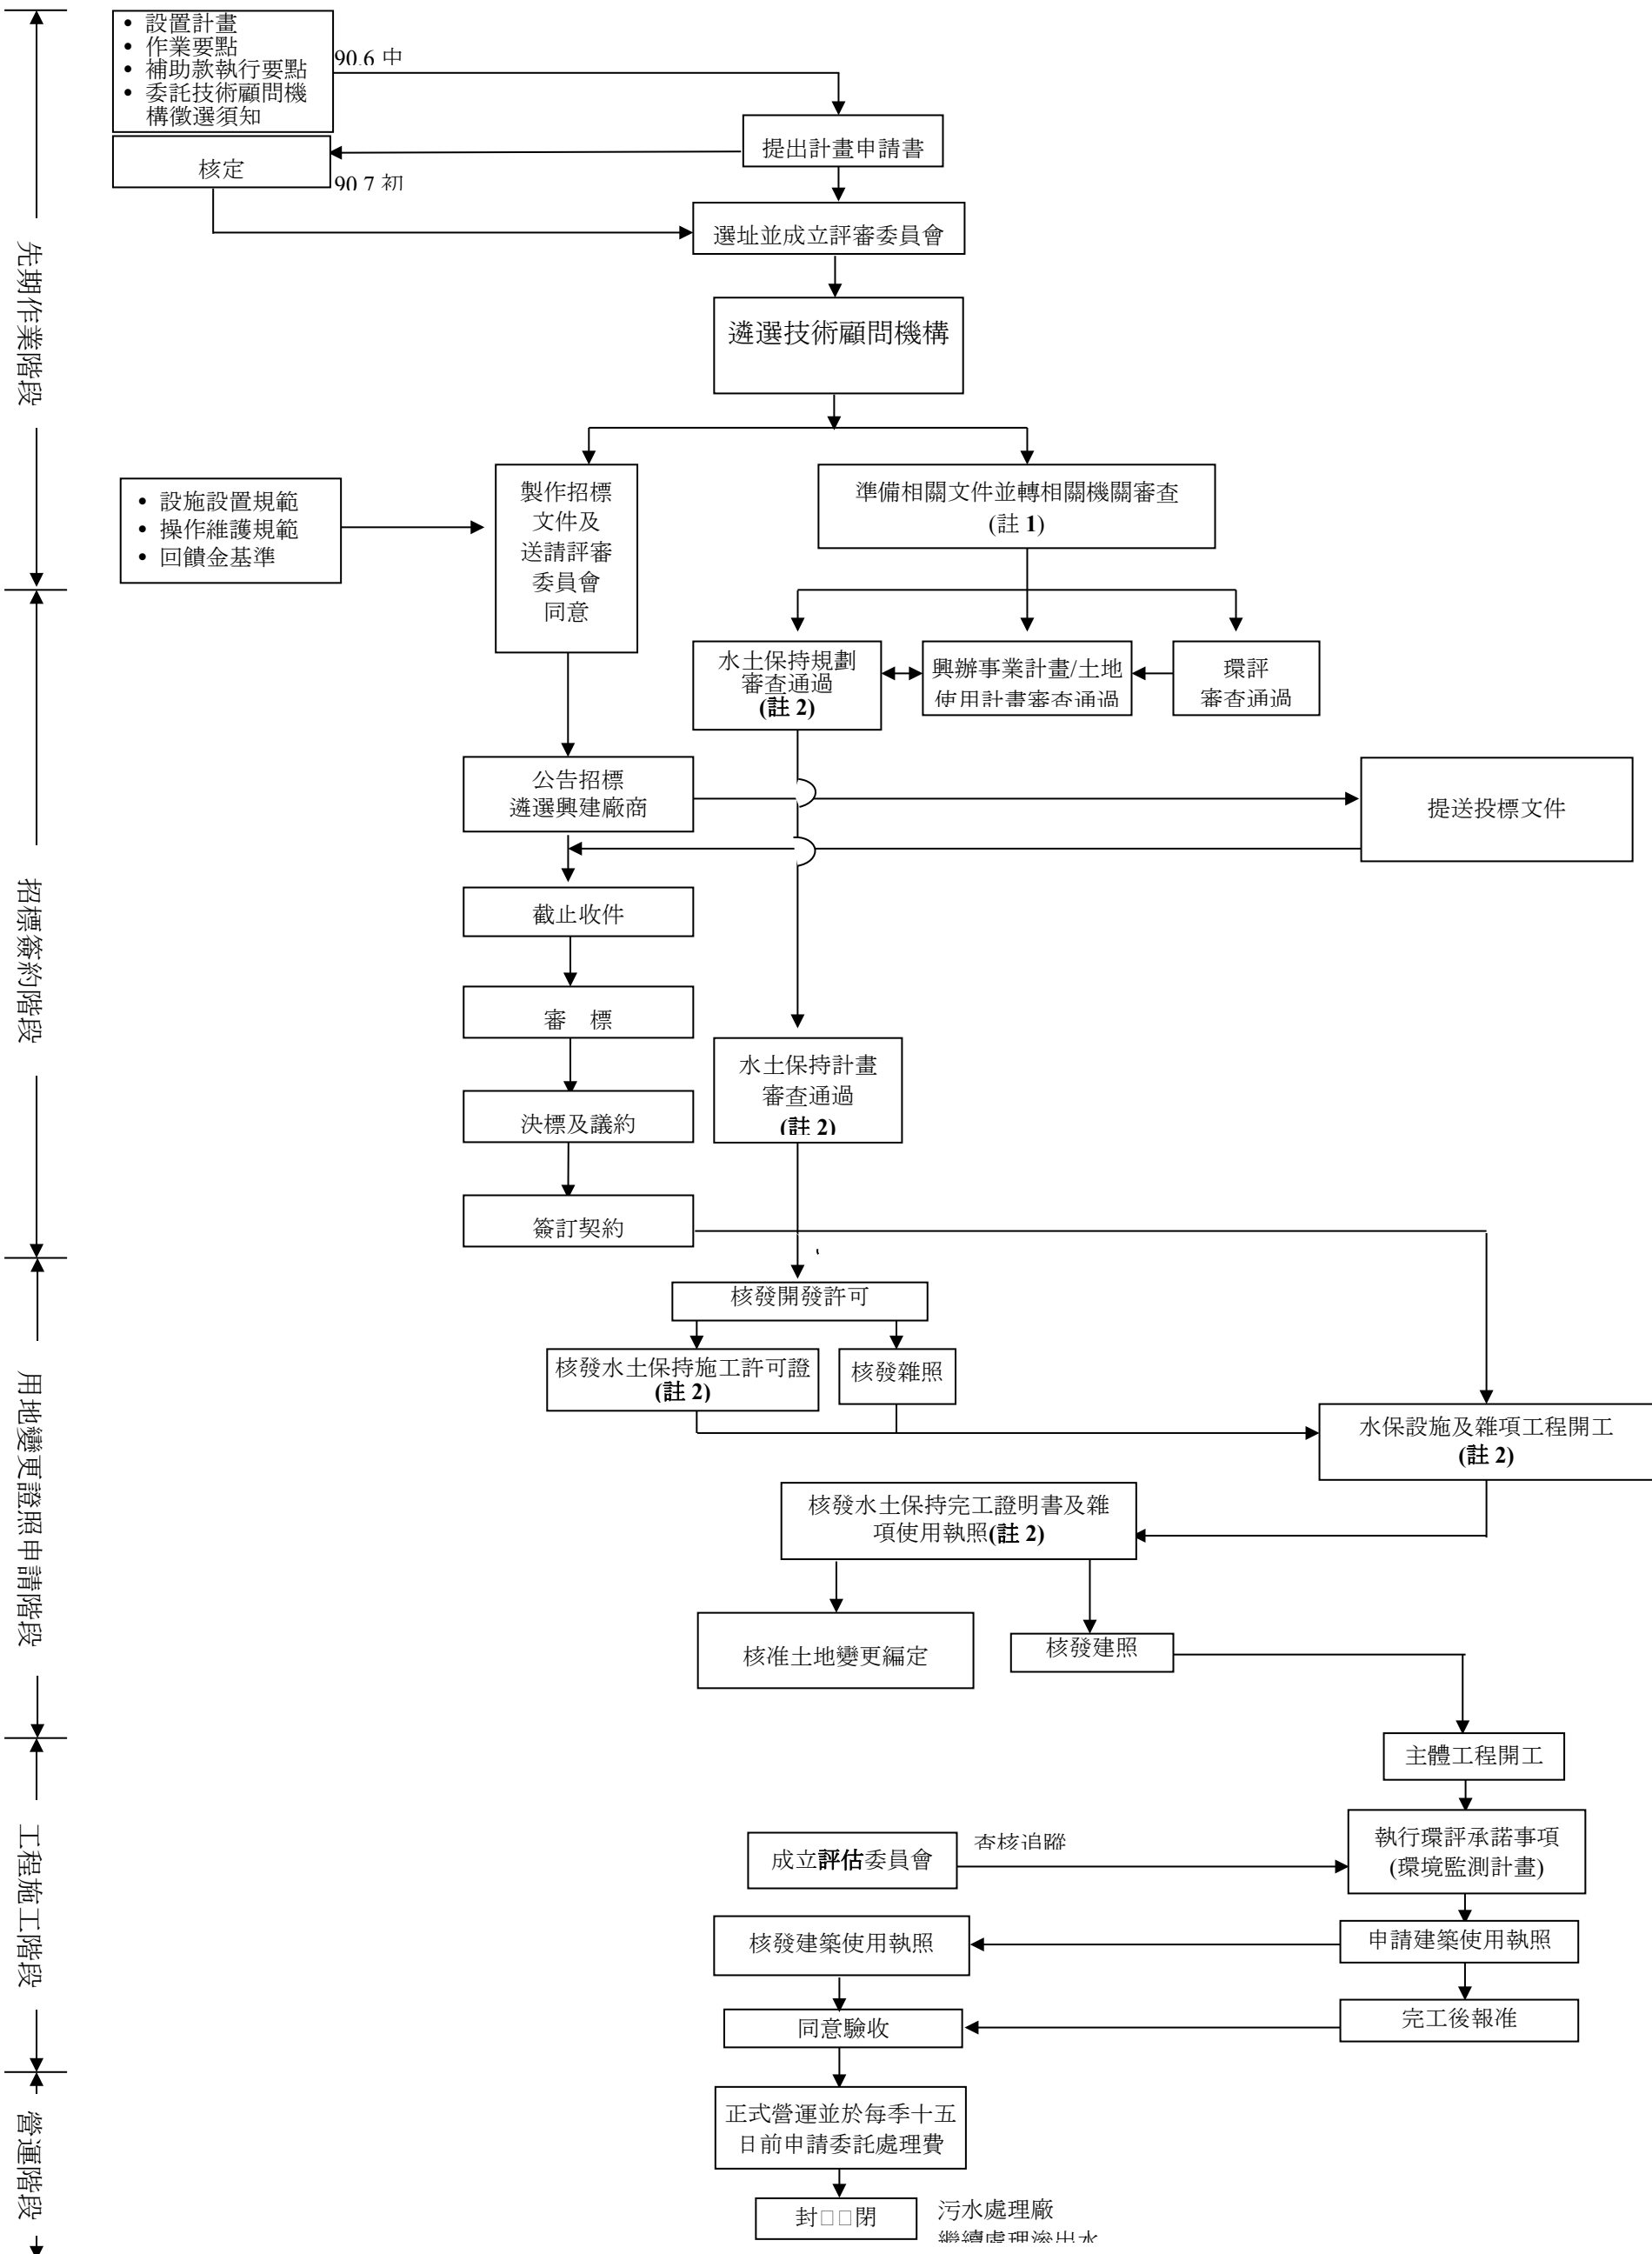 • 設置計畫
• 作業要點
• 補助款執行要點
• 委託技術顧問機
構徵選須知
90.6 中
提出計畫申請書
核定
90.7 初
選址並成立評審委員會
先期作業階段
遴選技術顧問機構
• 設施設置規範
• 操作維護規範
• 回饋金基準
製作招標
文件及
送請評審
委員會
同意
準備相關文件並轉相關機關審查
(註 1)
水土保持規劃
審查通過
(註 2)
興辦事業計畫/土地
使用計畫審查通過
環評
審查通過
公告招標
遴選興建廠商
提送投標文件
招標簽約階段
截止收件
審 標
水土保持計畫
審查通過
(註 2)
決標及議約
簽訂契約
核發開發許可
用地變更證照申請階段
核發水土保持施工許可證
(註 2)
核發雜照
水保設施及雜項工程開工
(註 2)
核發水土保持完工證明書及雜
項使用執照(註 2)
核准土地變更編定
核發建照
主體工程開工
工程施工階段
成立評估委員會
查核追蹤
執行環評承諾事項
(環境監測計畫)
核發建築使用執照
申請建築使用執照
同意驗收
完工後報准
營運階段
正式營運並於每季十五
日前申請委託處理費
封□□閉
污水處理廠
繼續處理滲出水